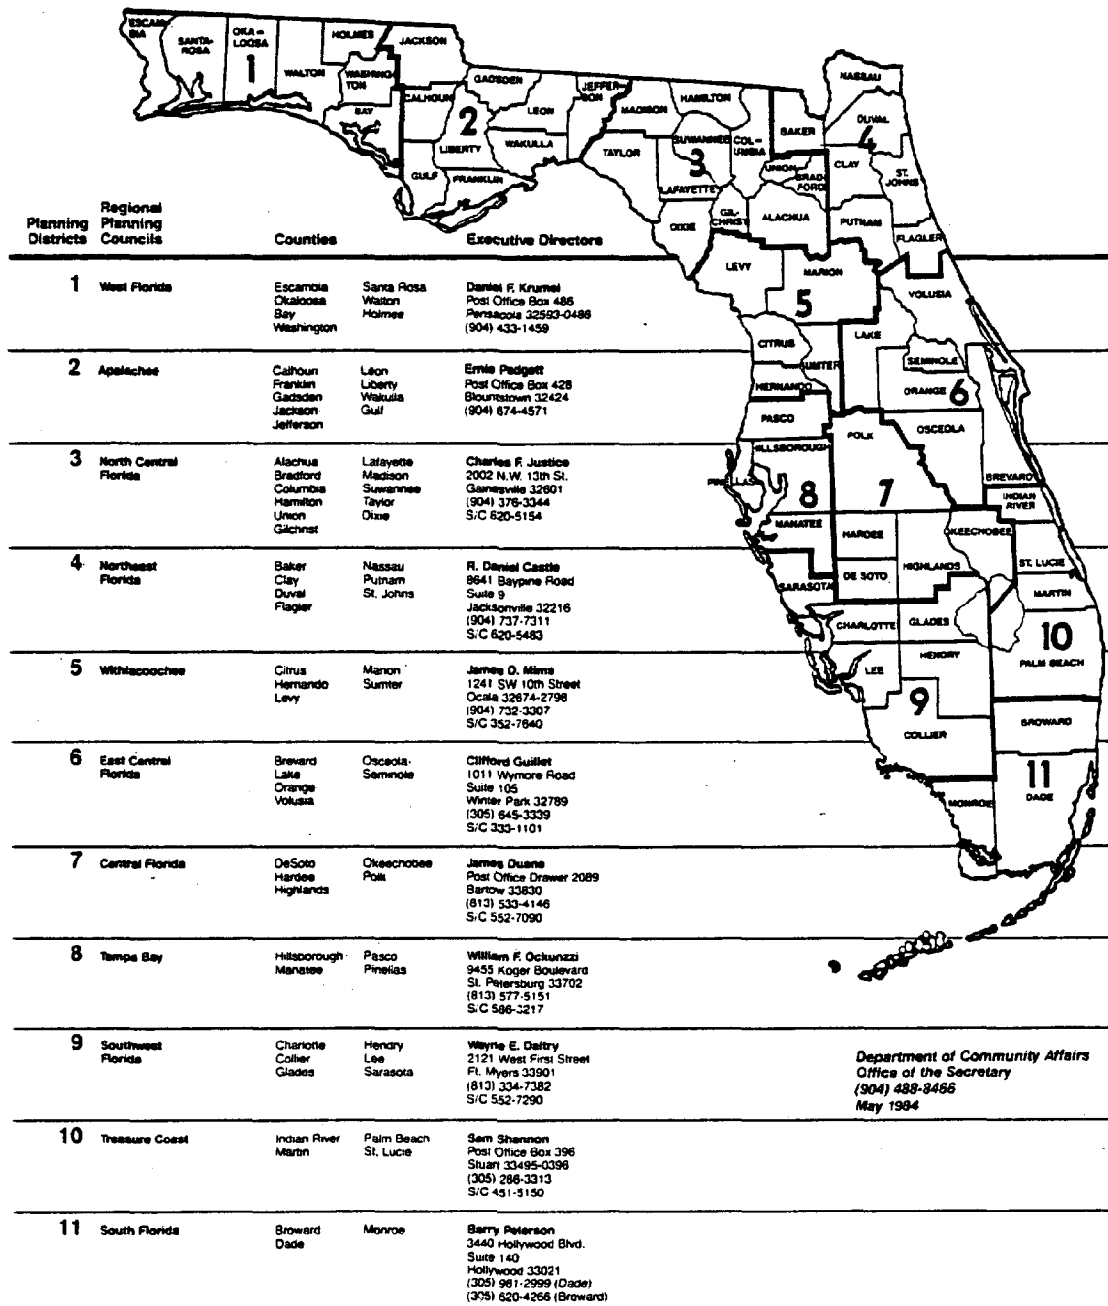 ESCAM-
BIA
SANTA-
ROSA
OKA-
LOOSA
1
WALTON
HOLMES
WASHING-
TON
BAY
JACKSON
CALHOUN
GADSDEN
2
LIBERTY
GULF
FRANKLIN
LEON
WAKULLA
JEFFER-
SON
MADISON
TAYLOR
HAMILTON
SUWANNEE
3
LAFAYETTE
DIXIE
COL-
UMBIA
GIL-
CHRIST
ALACHUA
UNION
BRAD-
FORD
BAKER
NASSAU
DUVAL
4
CLAY
ST.
JOHNS
PUTNAM
FLAGLER
LEVY
MARION
5
CITRUS
SUMTER
HERNANDO
LAKE
VOLUSIA
SEMINOLE
ORANGE 6
OSCEOLA
BREVARD
PASCO
HILLSBOROUGH
PINELLAS
8
MANATEE
POLK
7
HARDEE
DE SOTO
HIGHLANDS
OKEECHOBEE
INDIAN
RIVER
ST. LUCIE
MARTIN
10
PALM BEACH
SARASOTA
CHARLOTTE
GLADES
LEE
HENDRY
9
COLLIER
BROWARD
11
DADE
MONROE
Planning
Districts
Regional
Planning
Councils
Counties
Executive Directors
1 West Florida
Escambia Santa Rosa
Okaloosa Walton
Bay Holmes
Washington
Daniel F. Krumel
Post Office Box 486
Pensacola 32593-0486
(904) 433-1459
2 Apalachee
Calhoun Leon
Franklin Liberty
Gadsden Wakulla
Jackson Gulf
Jefferson
Ernie Padgett
Post Office Box 428
Blountstown 32424
(904) 674-4571
3 North Central
Florida
Alachua Lafayette
Bradford Madison
Columbia Suwannee
Hamilton Taylor
Union Dixie
Gilchrist
Charles F. Justice
2002 N.W. 13th St.
Gainesville 32601
(904) 376-3344
S/C 620-5154
4 Northeast
Florida
Baker Nassau
Clay Putnam
Duval St. Johns
Flagler
R. Daniel Castle
8641 Baypine Road
Suite 9
Jacksonville 32216
(904) 737-7311
S/C 620-5483
5 Withlacoochee
Citrus Marion
Hernando Sumter
Levy
James O. Mims
1241 SW 10th Street
Ocala 32674-2798
(904) 732-3307
S/C 352-7640
6 East Central
Florida
Brevard Osceola
Lake Seminole
Orange
Volusia
Clifford Guillet
1011 Wymore Road
Suite 105
Winter Park 32789
(305) 645-3339
S/C 333-1101
7 Central Florida
DeSoto Okeechobee
Hardee Polk
Highlands
James Duane
Post Office Drawer 2089
Bartow 33830
(813) 533-4146
S/C 552-7090
8 Tampa Bay
Hillsborough Pasco
Manatee Pinellas
William F. Ockunzzi
9455 Koger Boulevard
St. Petersburg 33702
(813) 577-5151
S/C 586-3217
9 Southwest
Florida
Charlotte Hendry
Collier Lee
Glades Sarasota
Wayne E. Daltry
2121 West First Street
Ft. Myers 33901
(813) 334-7382
S/C 552-7290
Department of Community Affairs
Office of the Secretary
(904) 488-8466
May 1984
10 Treasure Coast
Indian River Palm Beach
Martin St. Lucie
Sam Shannon
Post Office Box 396
Stuart 33495-0396
(305) 286-3313
S/C 451-5150
11 South Florida
Broward Monroe
Dade
Barry Peterson
3440 Hollywood Blvd.
Suite 140
Hollywood 33021
(305) 961-2999 (Dade)
(305) 620-4266 (Broward)